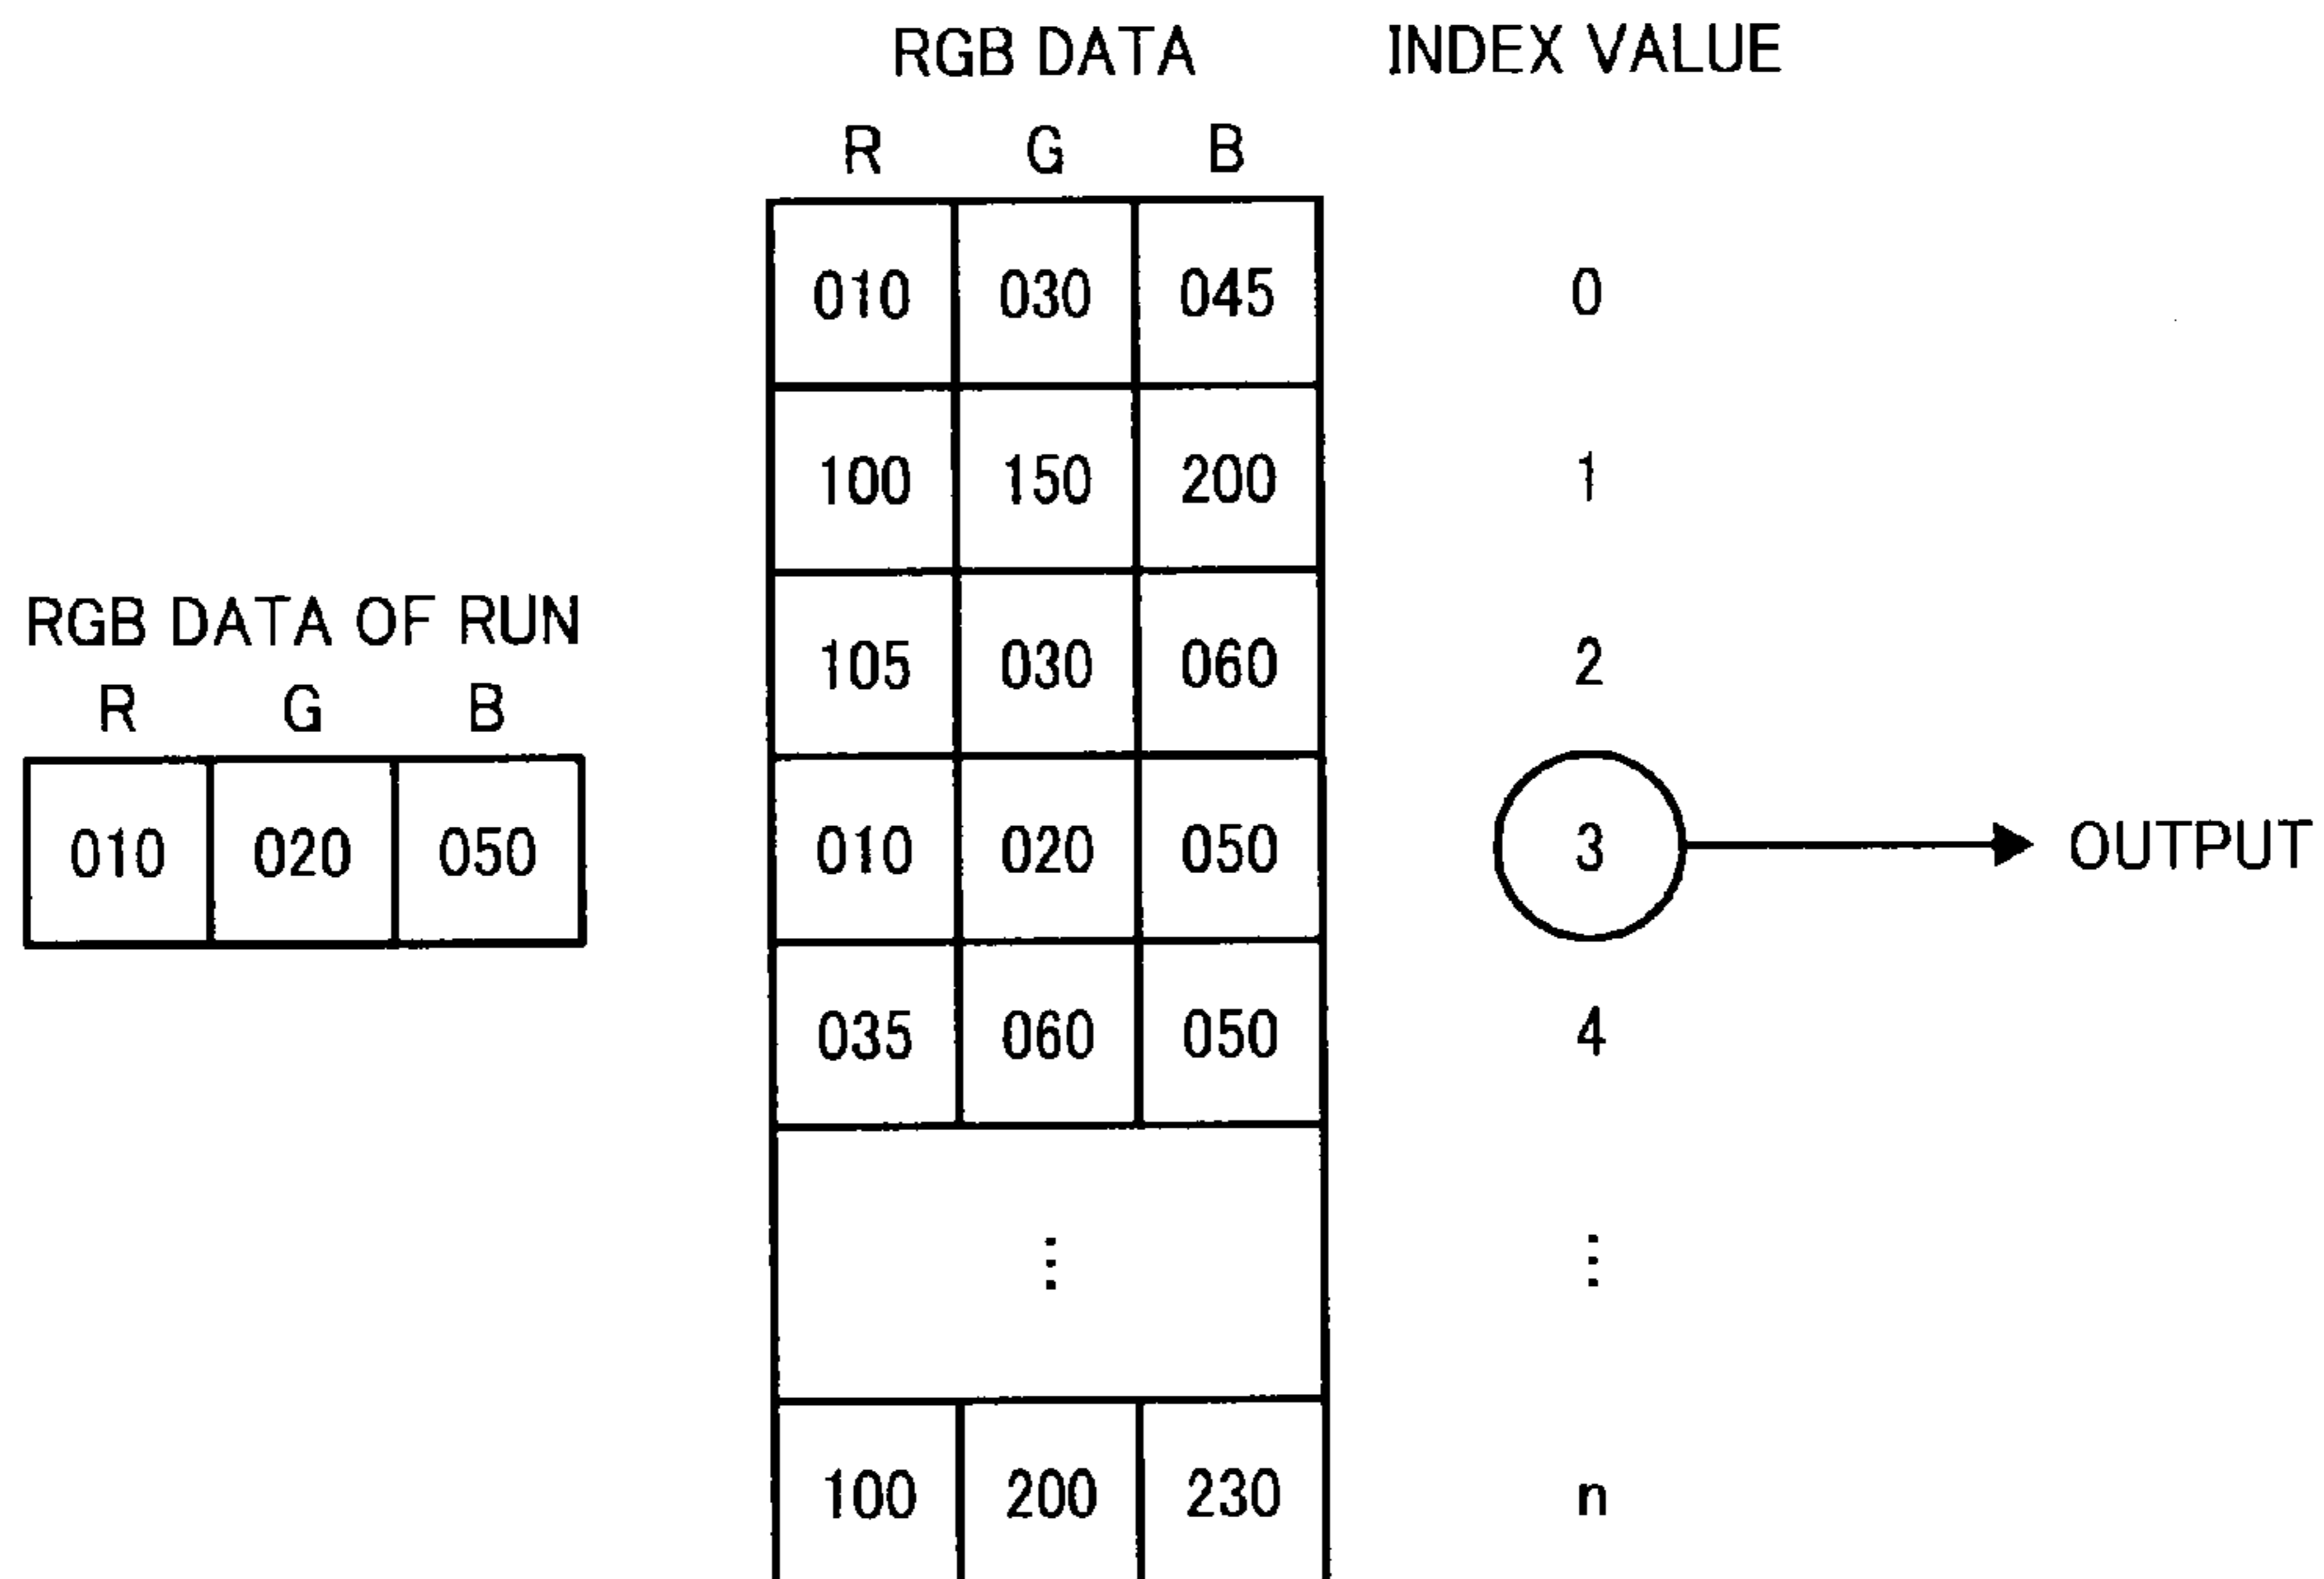 RGB DATA INDEX VALUE
R G B
010 030 045 0
100 150 200 1
105 030 060 2
RGB DATA OF RUN
R G B
010 020 050
010 020 050 3 OUTPUT
035 060 050 4
⋮ ⋮
100 200 230 n